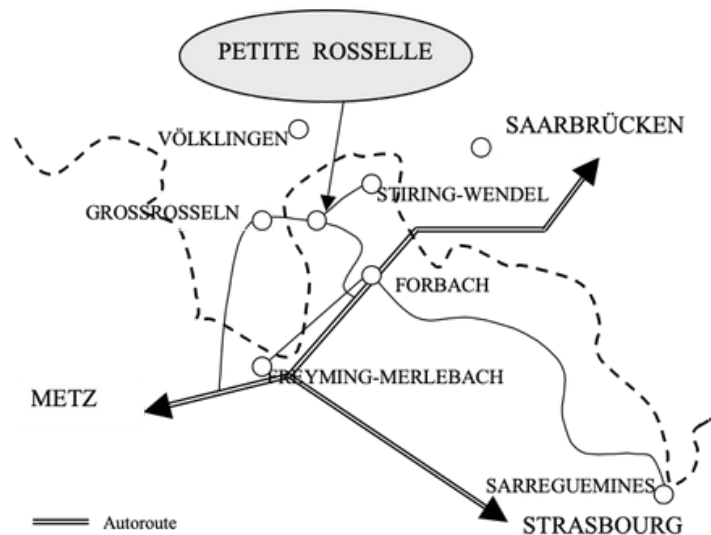 PETITE ROSSELLE
VÖLKLINGEN
SAARBRÜCKEN
STIRING-WENDEL
GROSSROSSELN
FORBACH
FREYMING-MERLEBACH
METZ
SARREGUEMINES
STRASBOURG
Autoroute